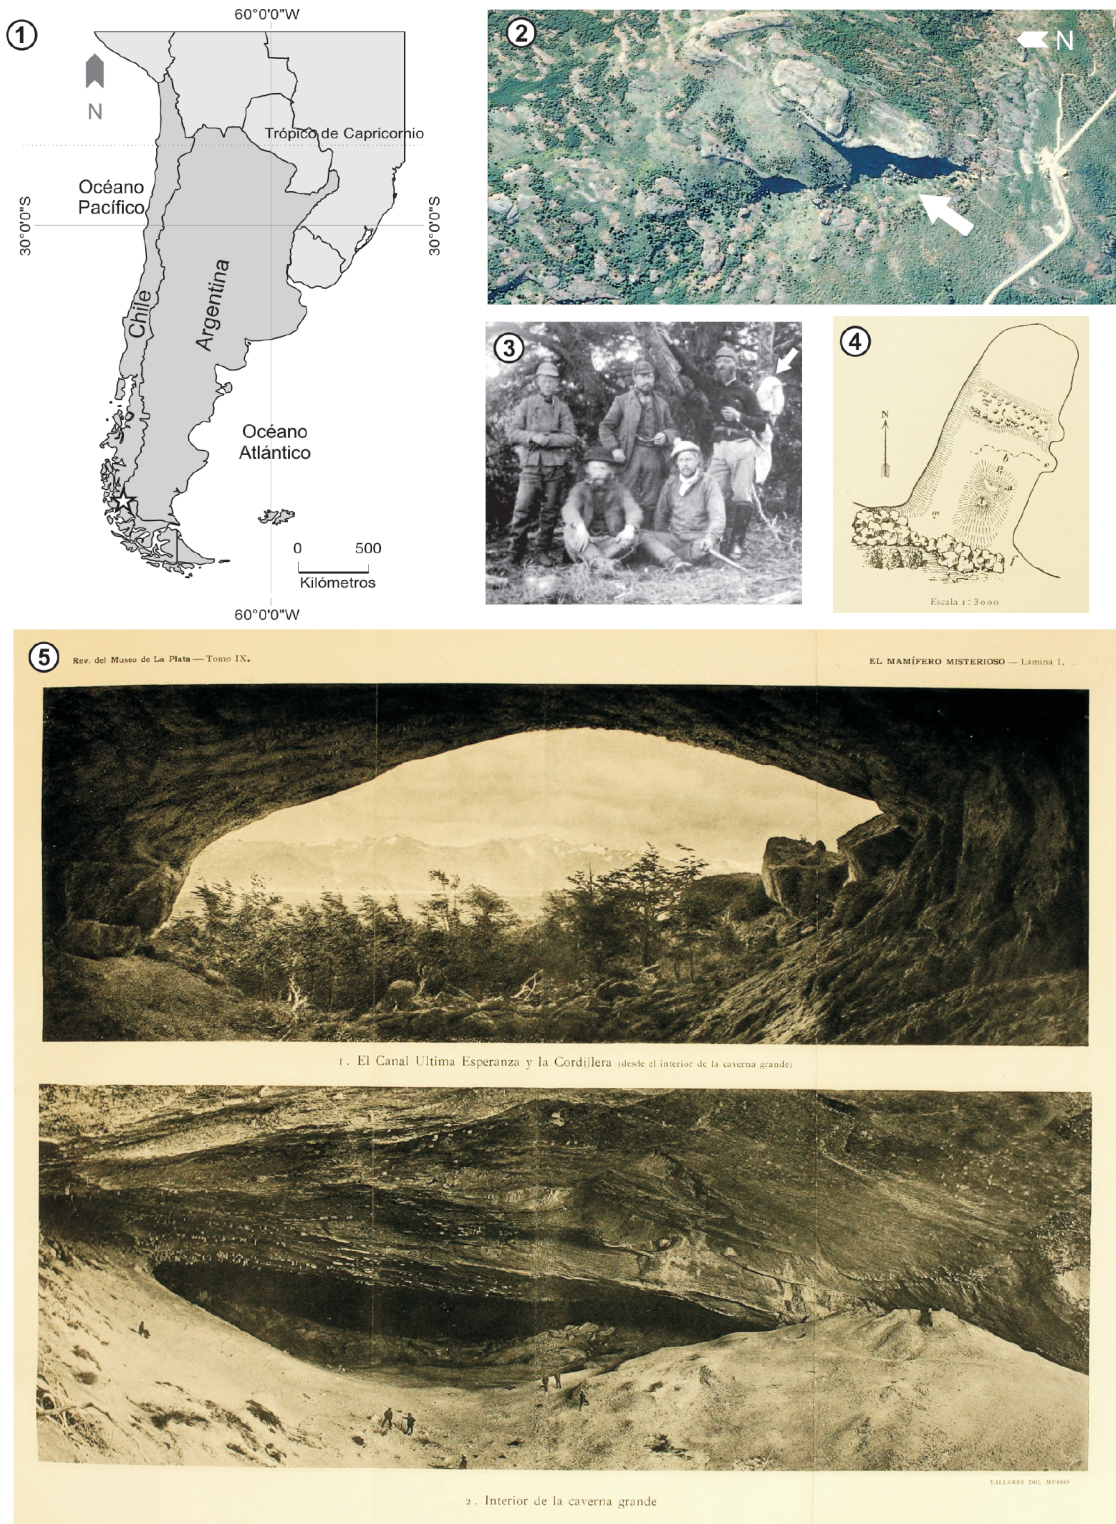 1
60°0'0"W
N
Trópico de Capricornio
Océano
Pacífico
30°0'0"S
30°0'0"S
Chile
Argentina
Océano
Atlántico
0 500
Kilómetros
60°0'0"W
2
N
3
4
N
b
a
m
Escala 1:3000
5
Rev. del Museo de La Plata — Tomo IX.
EL MAMÍFERO MISTERIOSO — Lamina I.
1. El Canal Ultima Esperanza y la Cordillera (desde el interior de la caverna grande)
TALLERES DEL MUSEO
2. Interior de la caverna grande